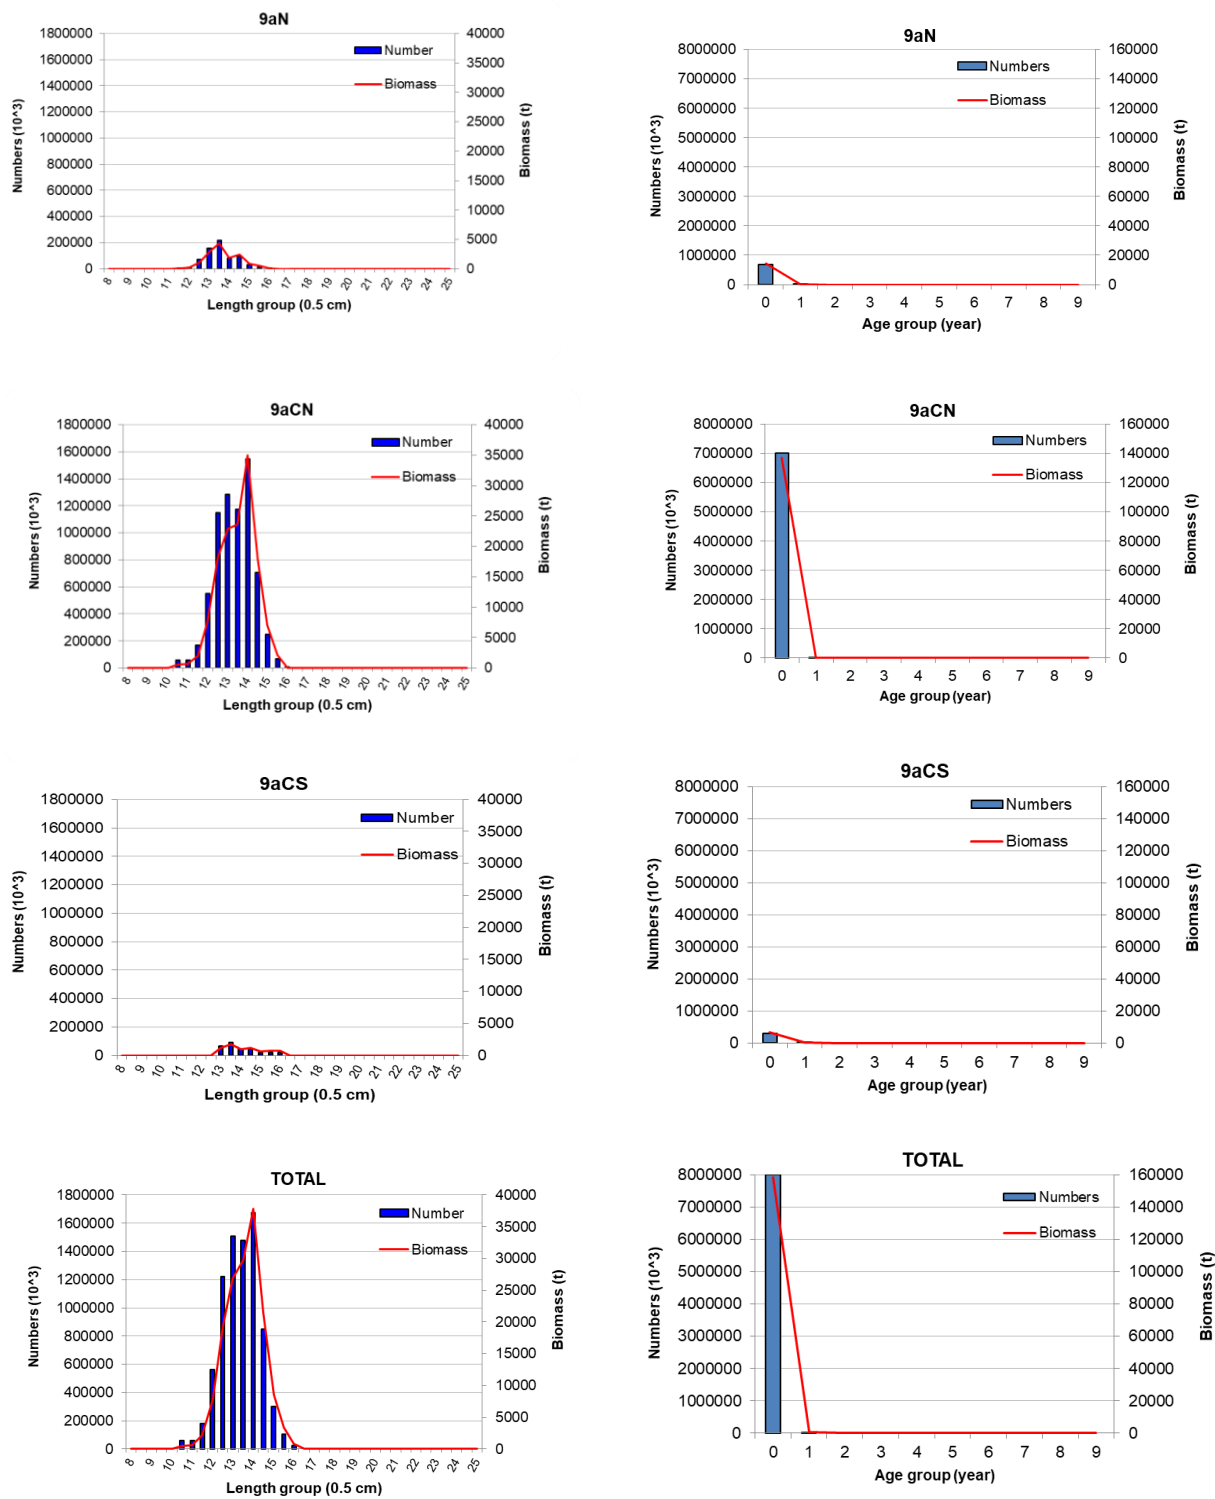 9aN
1800000
1600000
1400000
1200000
1000000
800000
600000
400000
200000
0
40000
35000
30000
25000
20000
15000
10000
5000
0
Number
Biomass
Numbers (10^3)
Biomass (t)
8 9 10 11 12 13 14 15 16 17 18 19 20 21 22 23 24 25
Length group (0.5 cm)
9aN
8000000
7000000
6000000
5000000
4000000
3000000
2000000
1000000
0
160000
140000
120000
100000
80000
60000
40000
20000
0
Numbers
Biomass
Numbers (10^3)
Biomass (t)
0 1 2 3 4 5 6 7 8 9
Age group (year)
9aCN
1800000
1600000
1400000
1200000
1000000
800000
600000
400000
200000
0
40000
35000
30000
25000
20000
15000
10000
5000
0
Number
Biomass
Numbers (10^3)
Biomass (t)
8 9 10 11 12 13 14 15 16 17 18 19 20 21 22 23 24 25
Length group (0.5 cm)
9aCN
8000000
7000000
6000000
5000000
4000000
3000000
2000000
1000000
0
160000
140000
120000
100000
80000
60000
40000
20000
0
Numbers
Biomass
Numbers (10^3)
Biomass (t)
0 1 2 3 4 5 6 7 8 9
Age group (year)
9aCS
1800000
1600000
1400000
1200000
1000000
800000
600000
400000
200000
0
40000
35000
30000
25000
20000
15000
10000
5000
0
Number
Biomass
Numbers (10^3)
Biomass (t)
8 9 10 11 12 13 14 15 16 17 18 19 20 21 22 23 24 25
Length group (0.5 cm)
9aCS
8000000
7000000
6000000
5000000
4000000
3000000
2000000
1000000
0
160000
140000
120000
100000
80000
60000
40000
20000
0
Numbers
Biomass
Numbers (10^3)
Biomass (t)
0 1 2 3 4 5 6 7 8 9
Age group (year)
TOTAL
1800000
1600000
1400000
1200000
1000000
800000
600000
400000
200000
0
40000
35000
30000
25000
20000
15000
10000
5000
0
Number
Biomass
Numbers (10^3)
Biomass (t)
8 9 10 11 12 13 14 15 16 17 18 19 20 21 22 23 24 25
Length group (0.5 cm)
TOTAL
8000000
7000000
6000000
5000000
4000000
3000000
2000000
1000000
0
160000
140000
120000
100000
80000
60000
40000
20000
0
Numbers
Biomass
Numbers (10^3)
Biomass (t)
0 1 2 3 4 5 6 7 8 9
Age group (year)